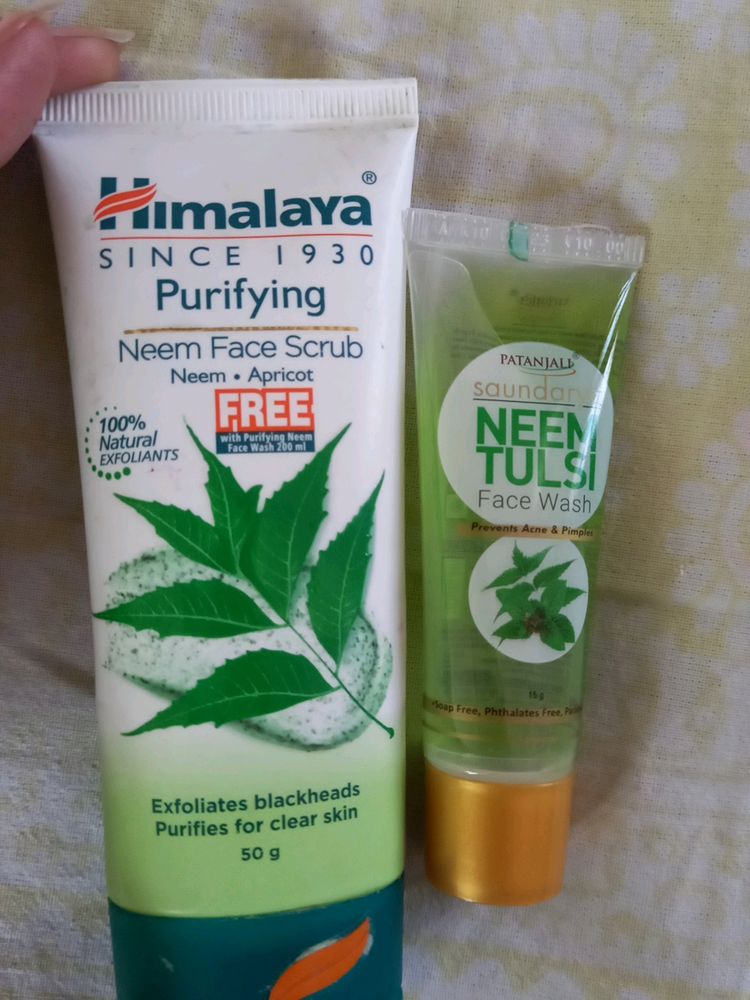 Himalaya®
SINCE 1930
Purifying
Neem Face Scrub
Neem • Apricot
FREE
with Purifying Neem
Face Wash 200 ml
100%
Natural
EXFOLIANTS
Exfoliates blackheads
Purifies for clear skin
50 g
PATANJALI®
saundarya
NEEM
TULSI
Face Wash
Prevents Acne & Pimples
15 g
•Soap Free, Phthalates Free,